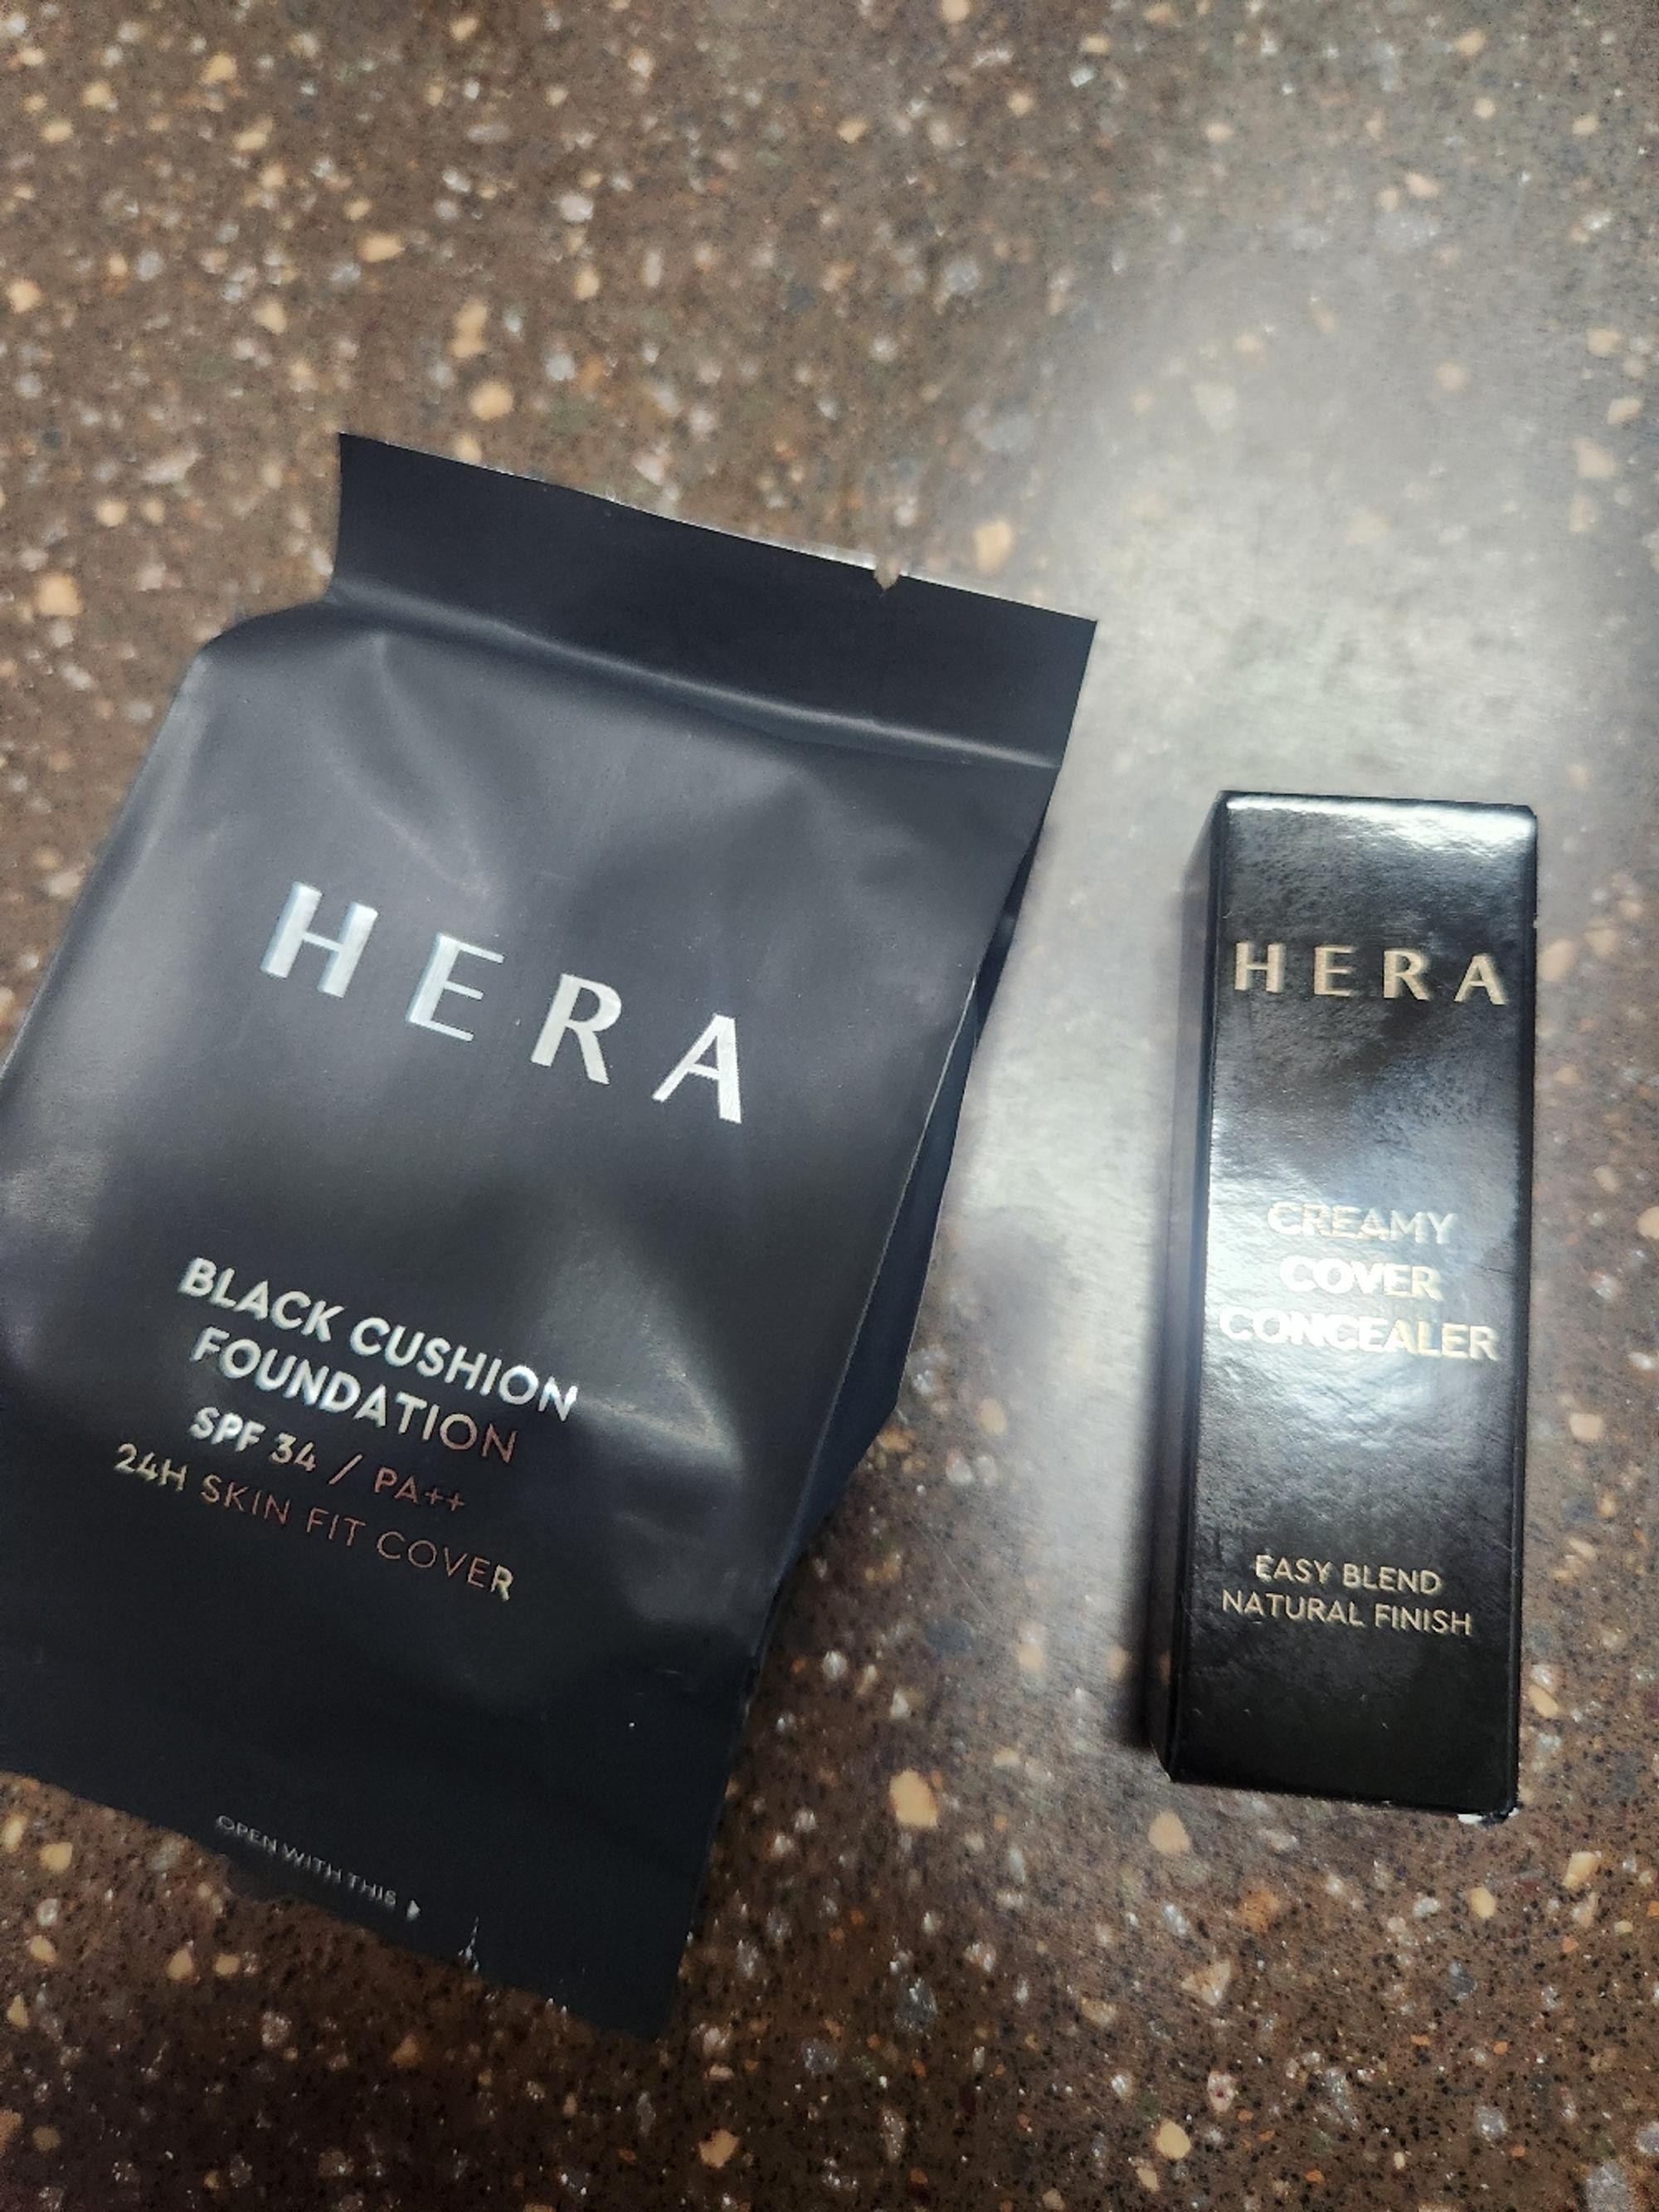 HERA
BLACK CUSHION
FOUNDATION
SPF 34 / PA++
24H SKIN FIT COVER
OPEN WITH THIS
HERA
CREAMY
COVER
CONCEALER
EASY BLEND
NATURAL FINISH